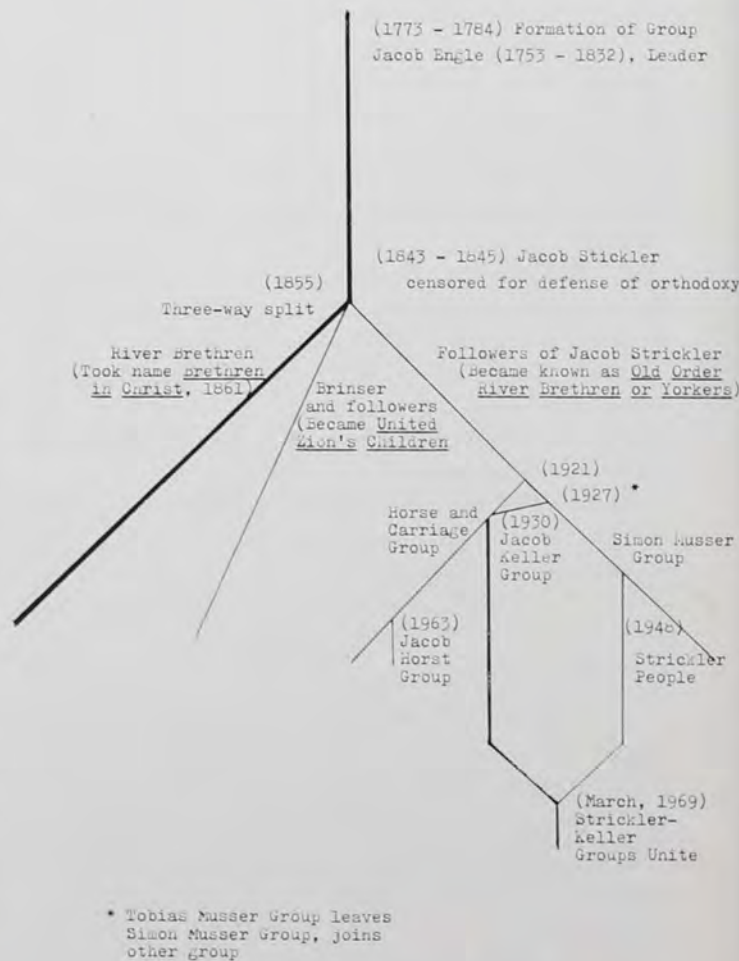 (1773 - 1784) Formation of Group
Jacob Engle (1753 - 1832), Leader
(1843 - 1845) Jacob Stickler
censored for defense of orthodoxy
(1855)
Three-way split
River Brethren
(Took name Brethren
in Christ, 1861)
Brinser
and followers
(Became United
Zion's Children
Followers of Jacob Strickler
(Became known as Old Order
River Brethren or Yorkers)
(1921)
(1927) *
Horse and
Carriage
Group
(1930)
Jacob
Keller
Group
Simon Musser
Group
(1963)
Jacob
Horst
Group
(1948)
Strickler
People
(March, 1969)
Strickler-
Keller
Groups Unite
* Tobias Musser Group leaves
Simon Musser Group, joins
other group